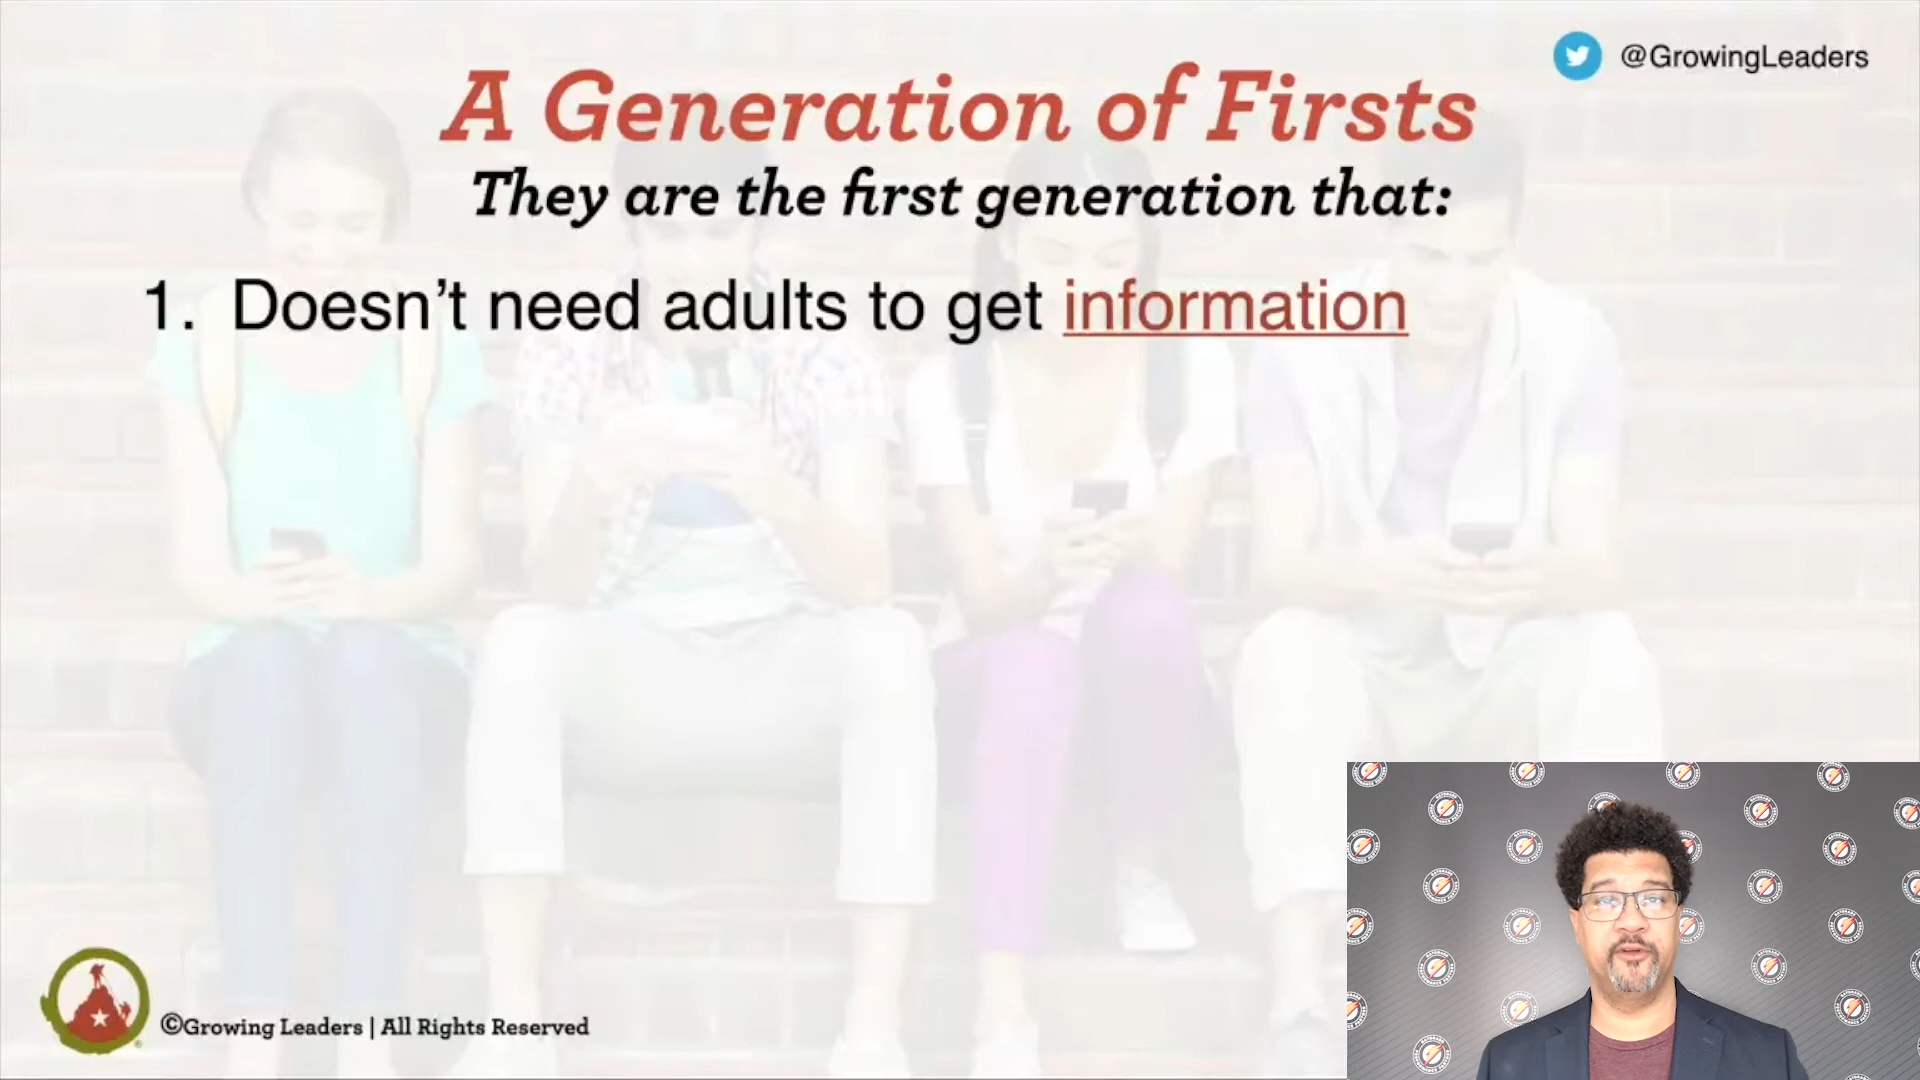 @GrowingLeaders
A Generation of Firsts
They are the first generation that:
1. Doesn't need adults to get information
©Growing Leaders | All Rights Reserved